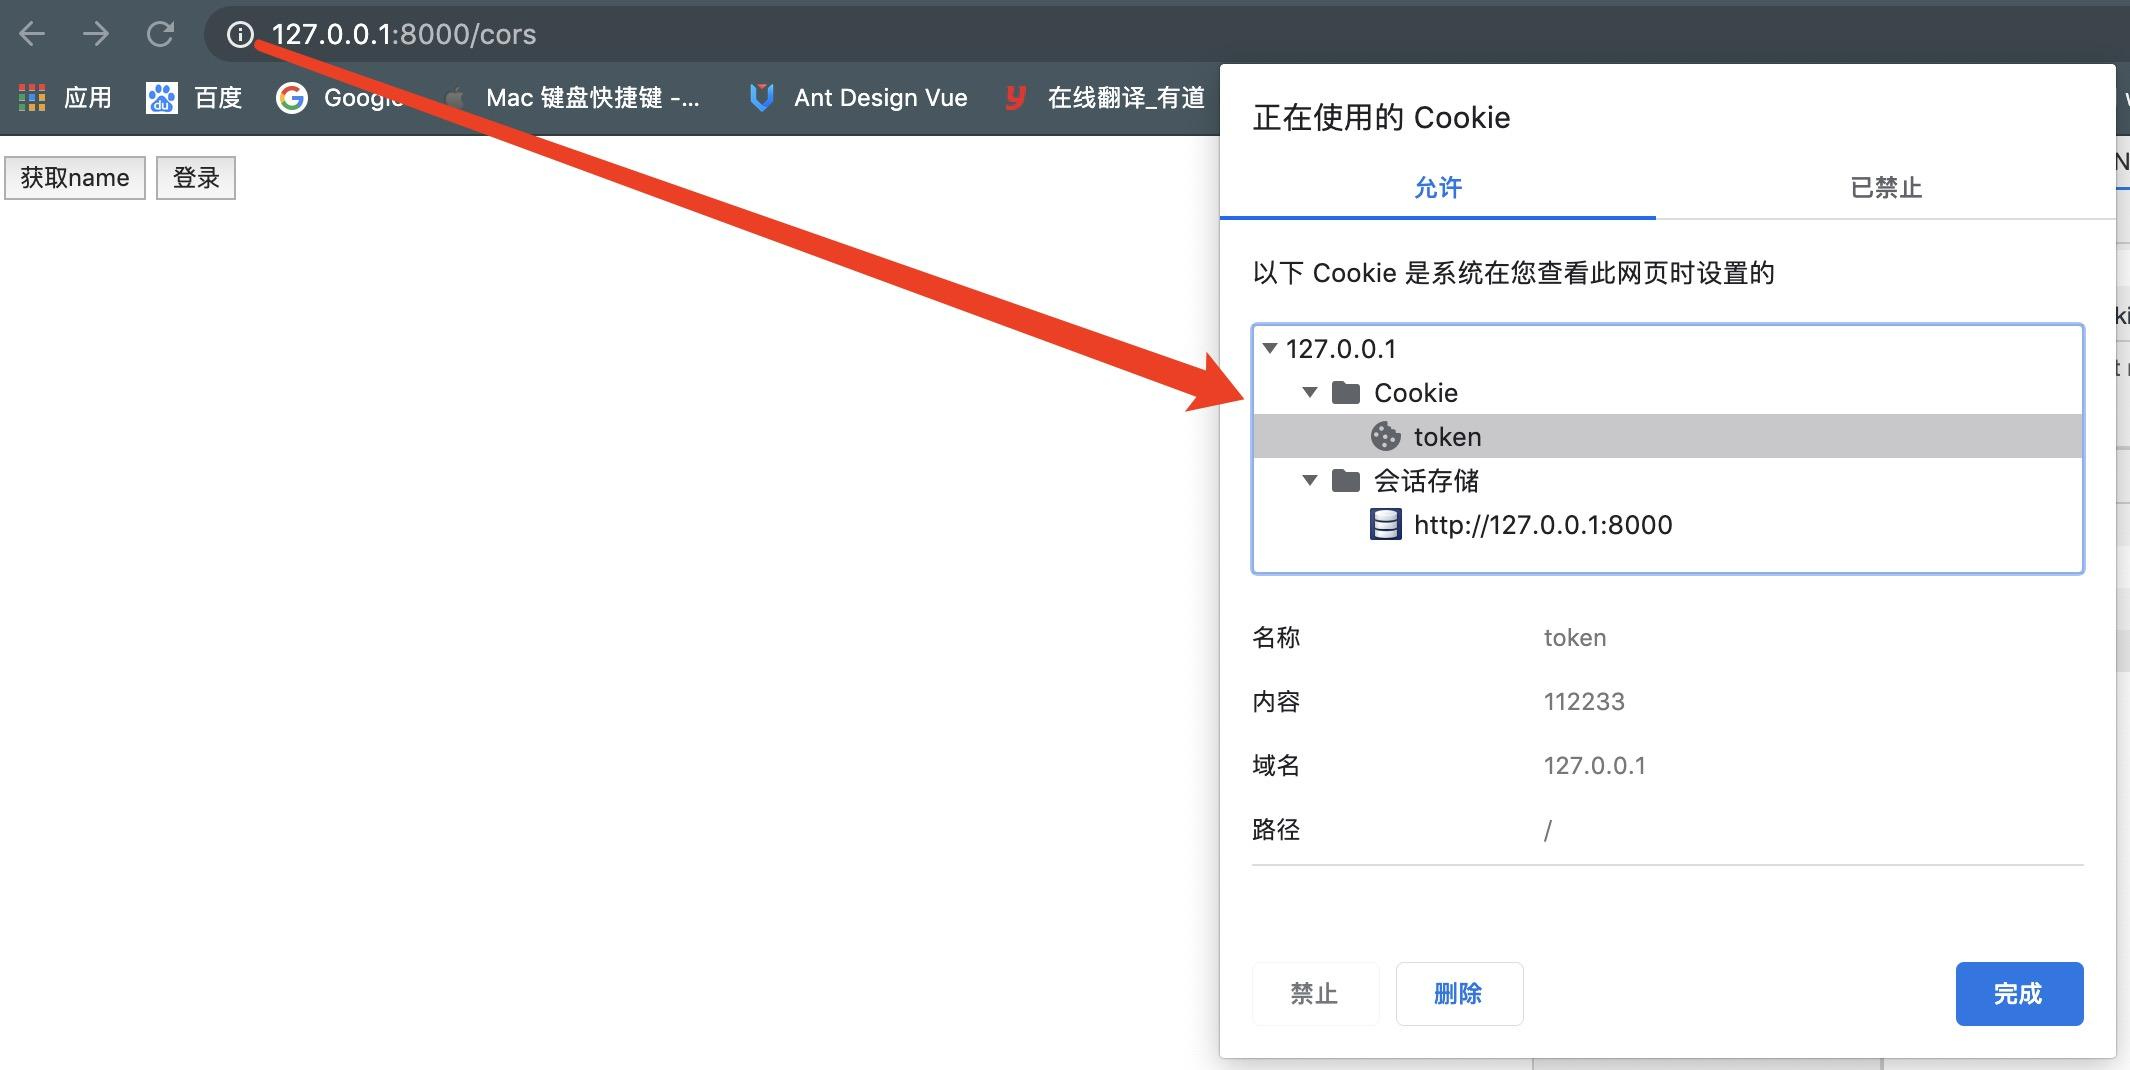 127.0.0.1:8000/cors
应用 百度 Google Mac 键盘快捷键 -... Ant Design Vue 在线翻译_有道
获取name 登录
正在使用的 Cookie
允许 已禁止
以下 Cookie 是系统在您查看此网页时设置的
127.0.0.1
Cookie
token
会话存储
http://127.0.0.1:8000
名称 token
内容 112233
域名 127.0.0.1
路径 /
禁止 删除 完成